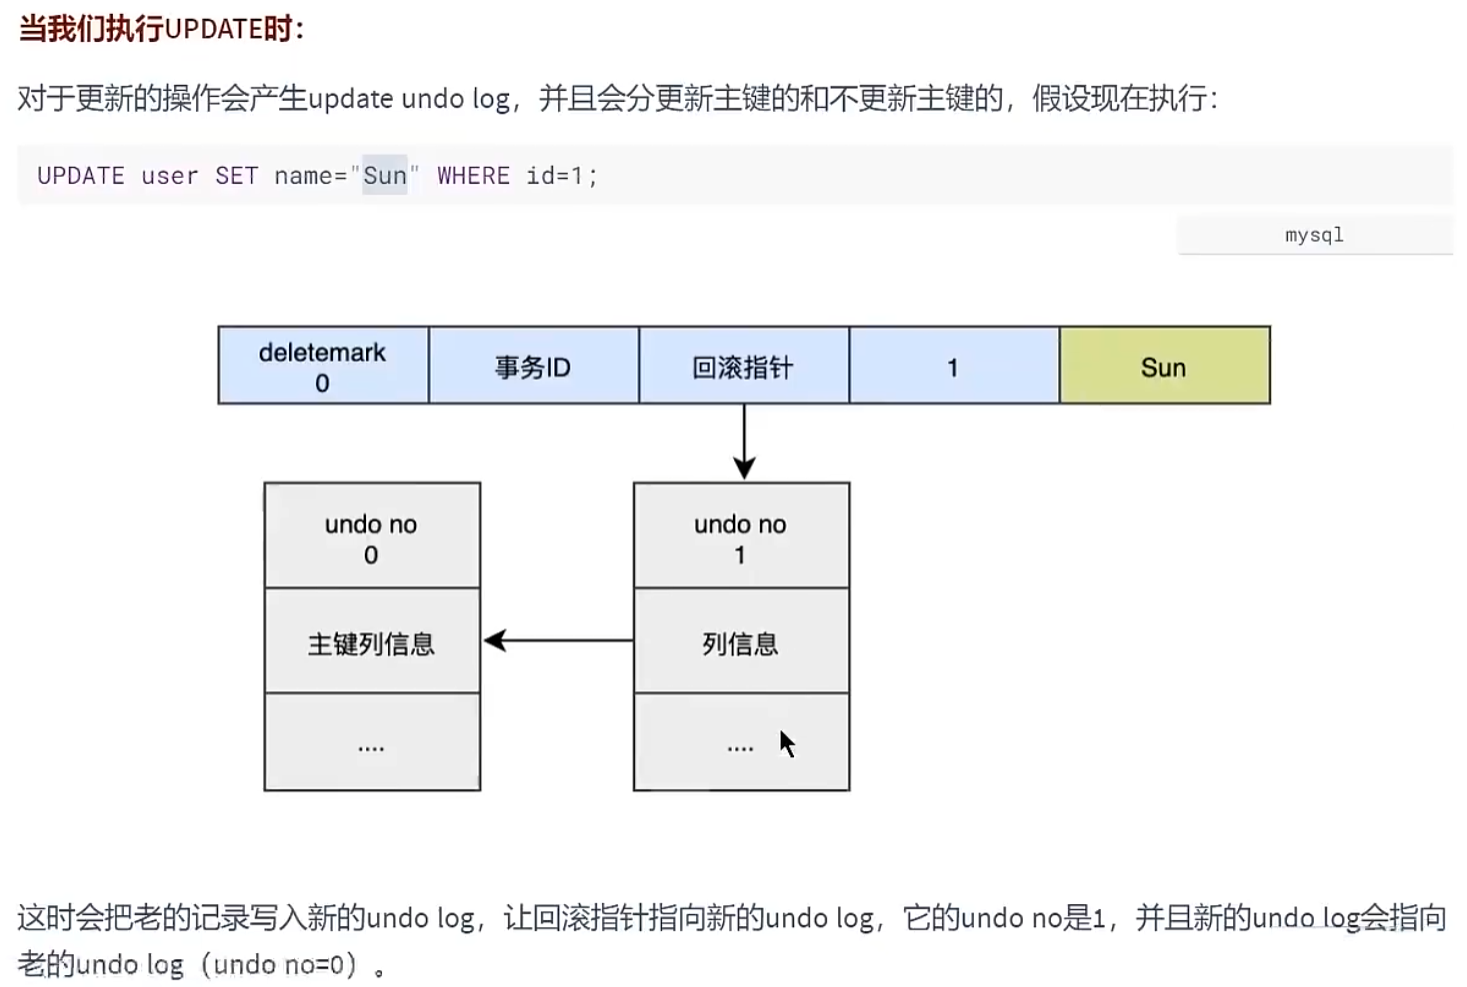 当我们执行UPDATE时：
对于更新的操作会产生update undo log，并且会分更新主键的和不更新主键的，假设现在执行：
UPDATE user SET name="Sun" WHERE id=1;
mysql
deletemark
0
事务ID
回滚指针
1
Sun
undo no
0
undo no
1
主键列信息
列信息
....
....
这时会把老的记录写入新的undo log，让回滚指针指向新的undo log，它的undo no是1，并且新的undo log会指向
老的undo log（undo no=0）。